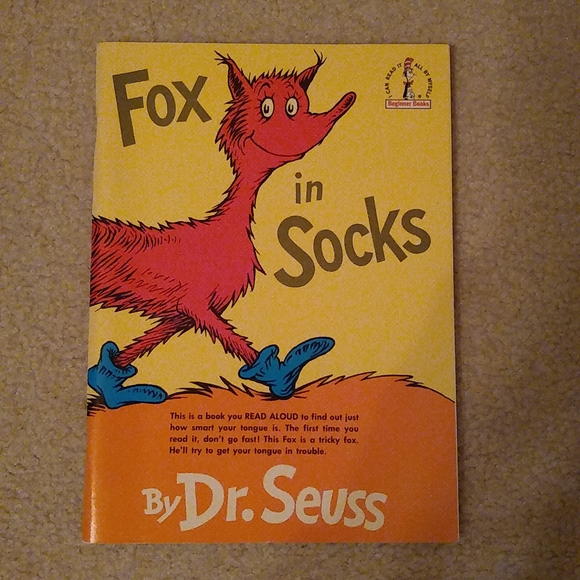 Fox
in
Socks
I CAN READ IT ALL BY MYSELF
Beginner Books
This is a book you READ ALOUD to find out just
how smart your tongue is. The first time you
read it, don't go fast! This Fox is a tricky fox.
He'll try to get your tongue in trouble.
By Dr. Seuss